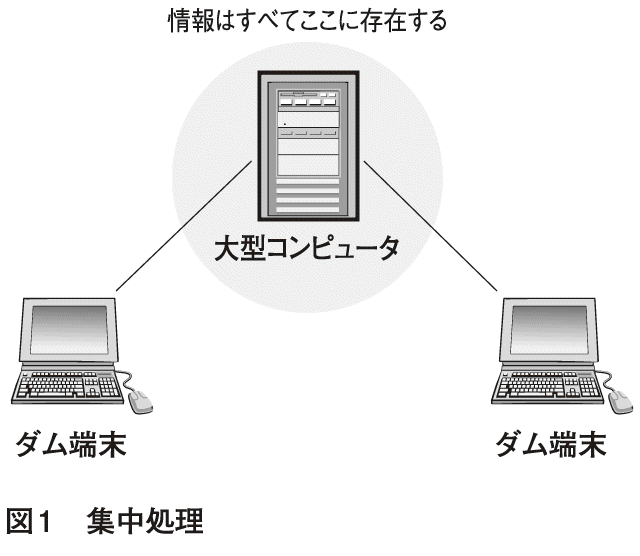 情報はすべてここに存在する
大型コンピュータ
ダム端末
ダム端末
図1　集中処理